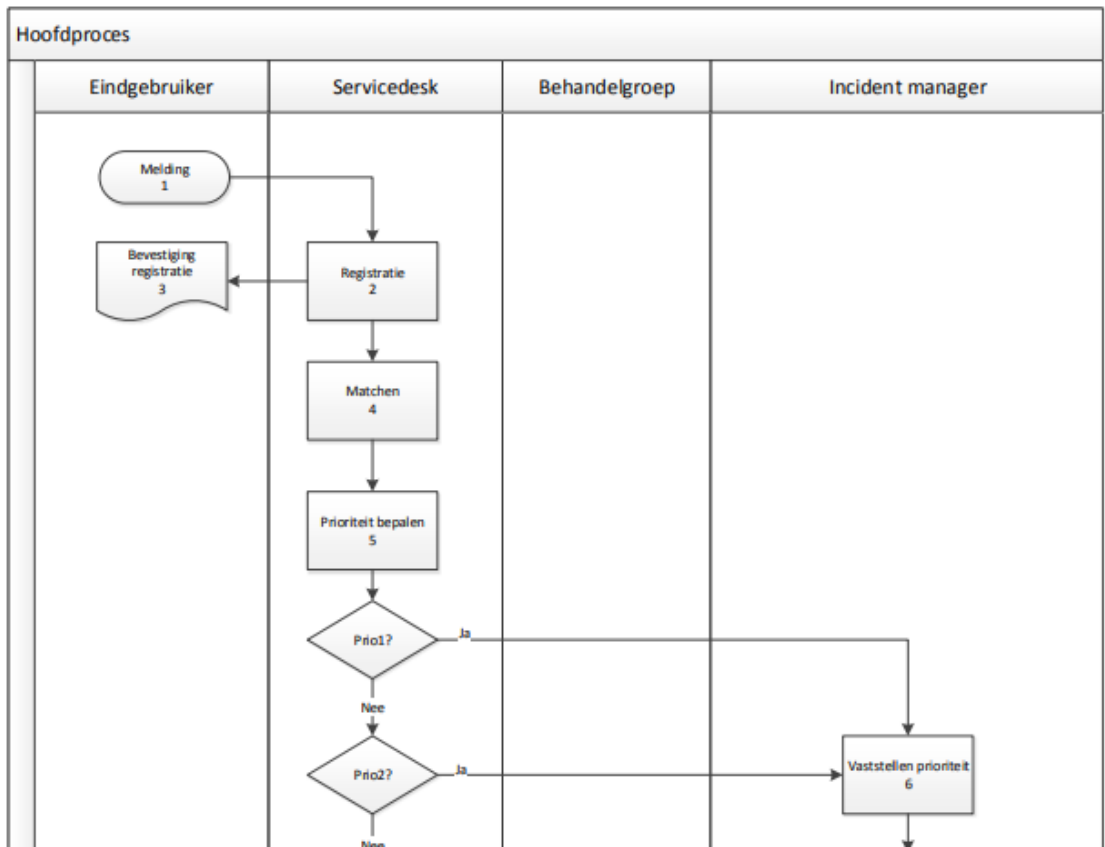 Hoofdproces
Eindgebruiker
Servicedesk
Behandelgroep
Incident manager
Melding
1
Bevestiging
registratie
3
Registratie
2
Matchen
4
Prioriteit bepalen
5
Prio1?
Ja
Nee
Prio2?
Ja
Vaststellen prioriteit
6
Nee